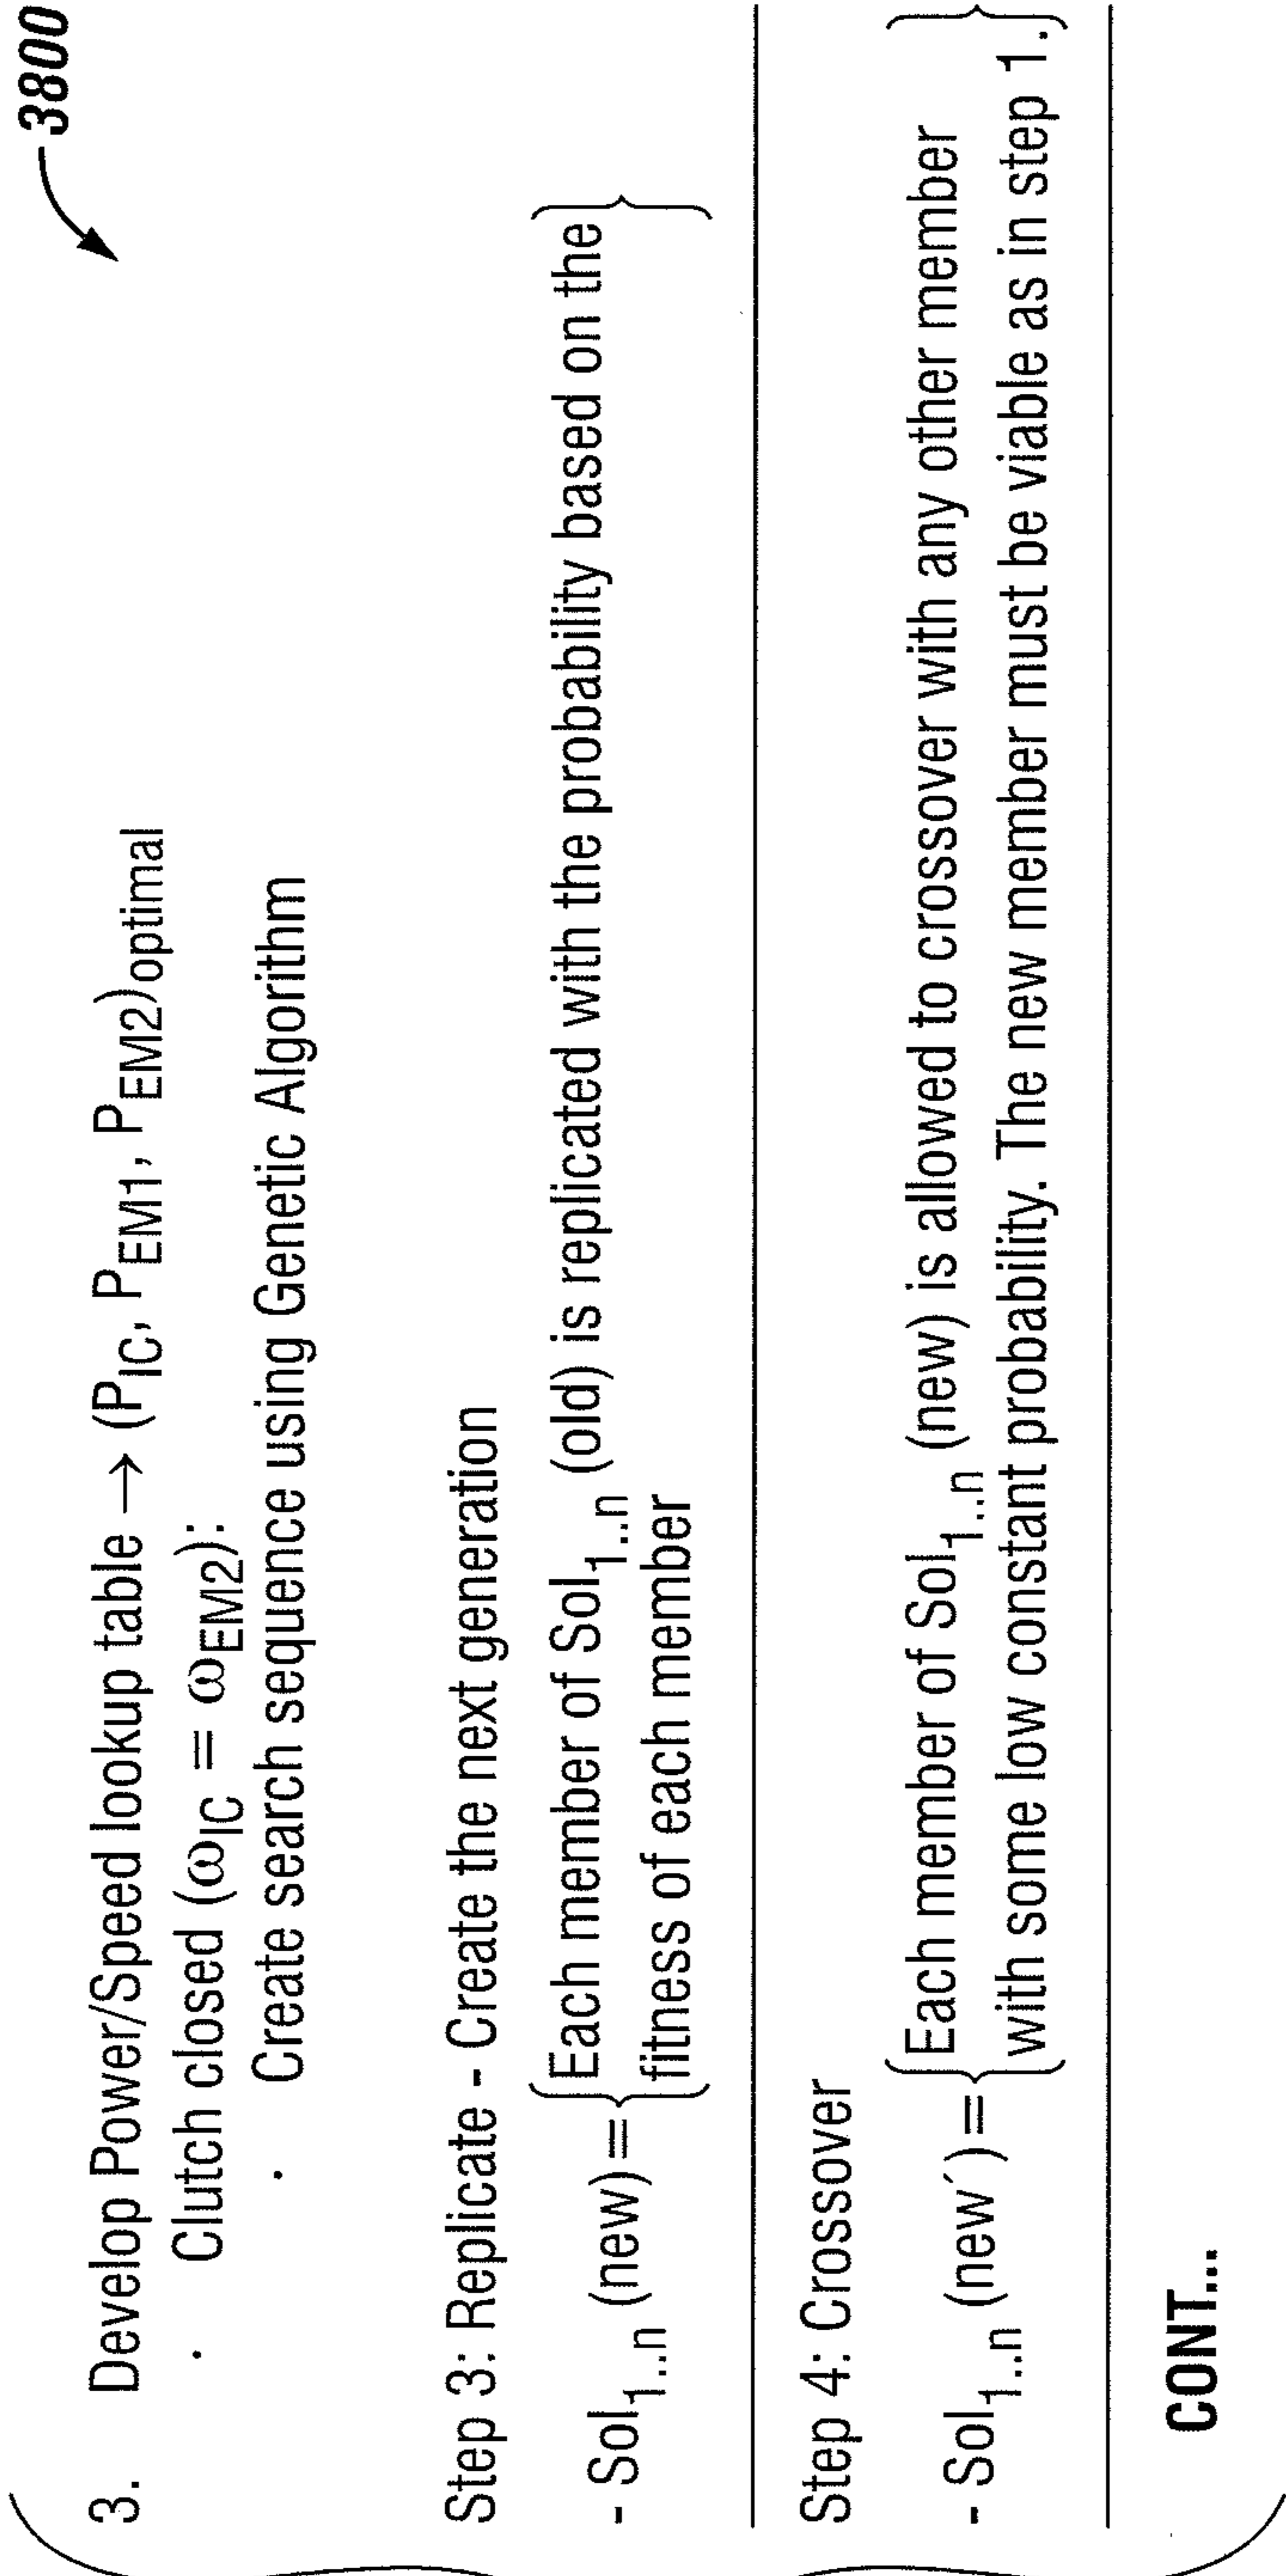 3800
3. Develop Power/Speed lookup table → (P_IC, P_EM1, P_EM2)optimal
· Clutch closed (ω_IC = ω_EM2):
· Create search sequence using Genetic Algorithm
Step 3: Replicate - Create the next generation
- Sol_1..n (new) = {Each member of Sol_1..n (old) is replicated with the probability based on the
fitness of each member}
Step 4: Crossover
- Sol_1..n (new´) = {Each member of Sol_1..n (new) is allowed to crossover with any other member
with some low constant probability. The new member must be viable as in step 1.}
CONT...